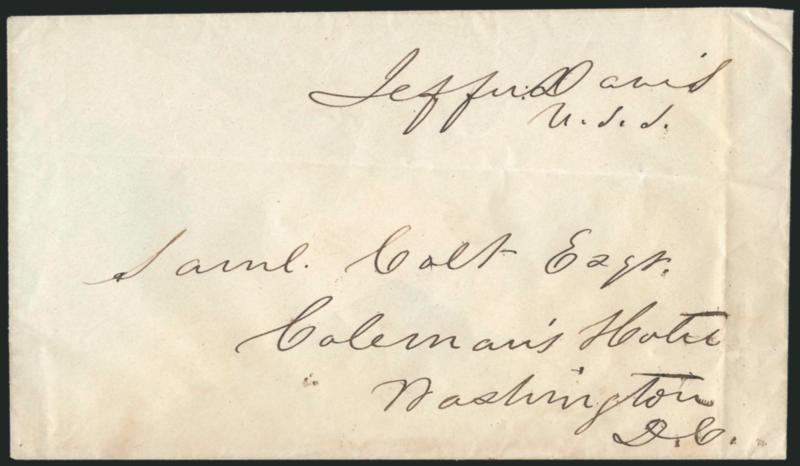 Jeffn. Davis
U.S.S.
Saml. Colt Esqr.
Coleman's Hotel
Washington
D.C.